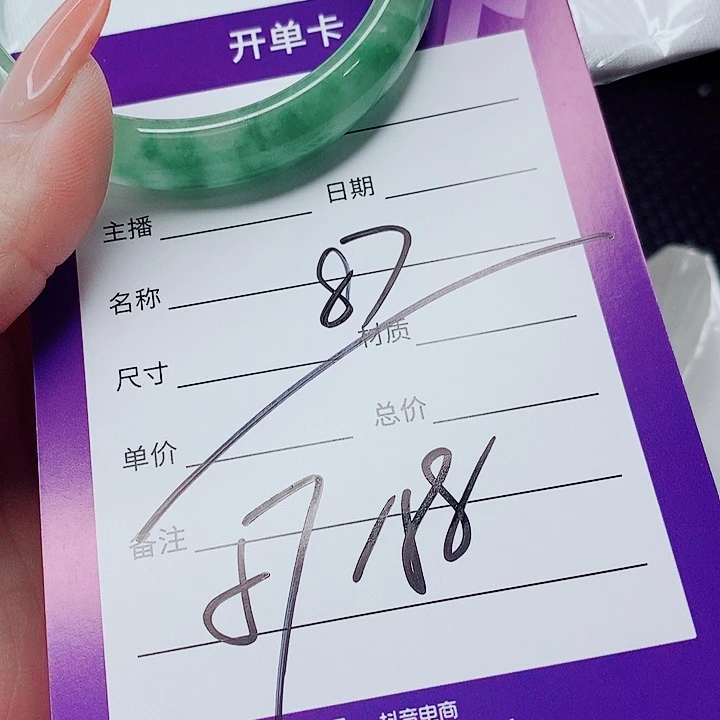 开单卡
主播 日期
名称 87
尺寸 材质
单价 总价
备注
87 188
抖音电商